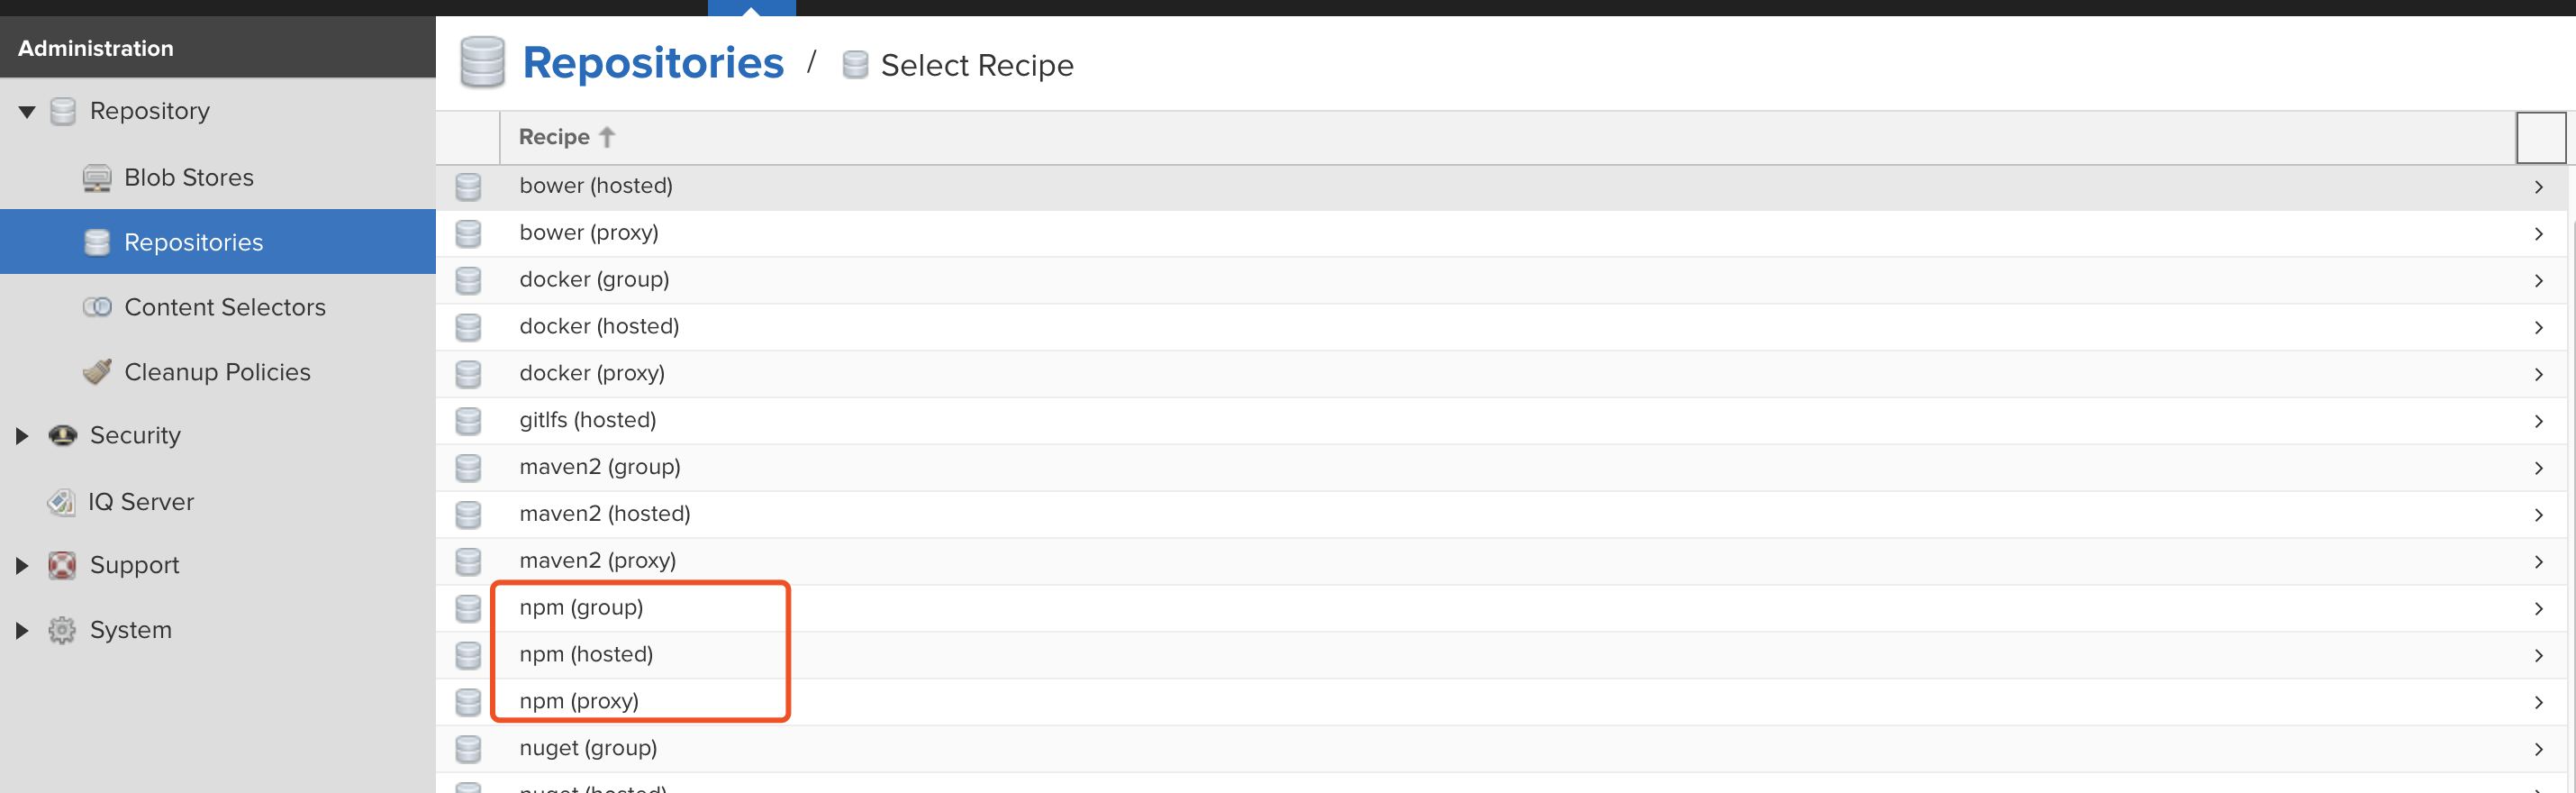 Administration
Repository
Blob Stores
Repositories
Content Selectors
Cleanup Policies
Security
IQ Server
Support
System
Repositories / Select Recipe
Recipe
bower (hosted)
bower (proxy)
docker (group)
docker (hosted)
docker (proxy)
gitlfs (hosted)
maven2 (group)
maven2 (hosted)
maven2 (proxy)
npm (group)
npm (hosted)
npm (proxy)
nuget (group)
nuget (hosted)